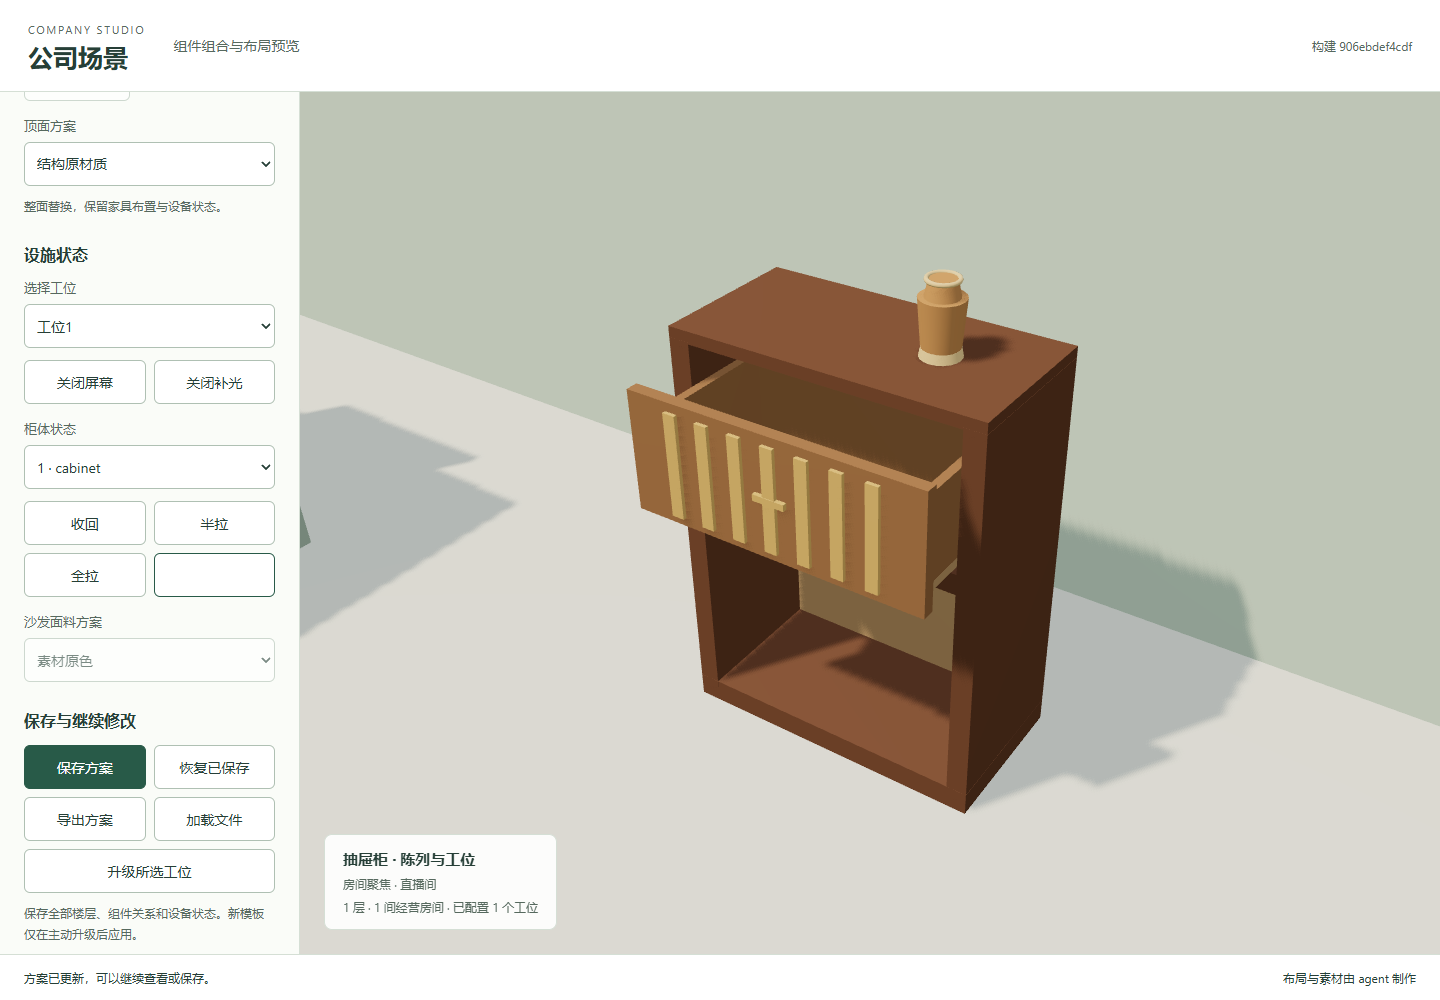 COMPANY STUDIO
公司场景
组件组合与布局预览
构建 906ebdef4cdf
顶面方案
结构原材质
整面替换，保留家具布置与设备状态。
设施状态
选择工位
工位1
关闭屏幕
关闭补光
柜体状态
1 · cabinet
收回
半拉
全拉
沙发面料方案
素材原色
保存与继续修改
保存方案
恢复已保存
导出方案
加载文件
升级所选工位
保存全部楼层、组件关系和设备状态。新模板
仅在主动升级后应用。
抽屉柜 · 陈列与工位
房间聚焦 · 直播间
1 层 · 1 间经营房间 · 已配置 1 个工位
方案已更新，可以继续查看或保存。
布局与素材由 agent 制作